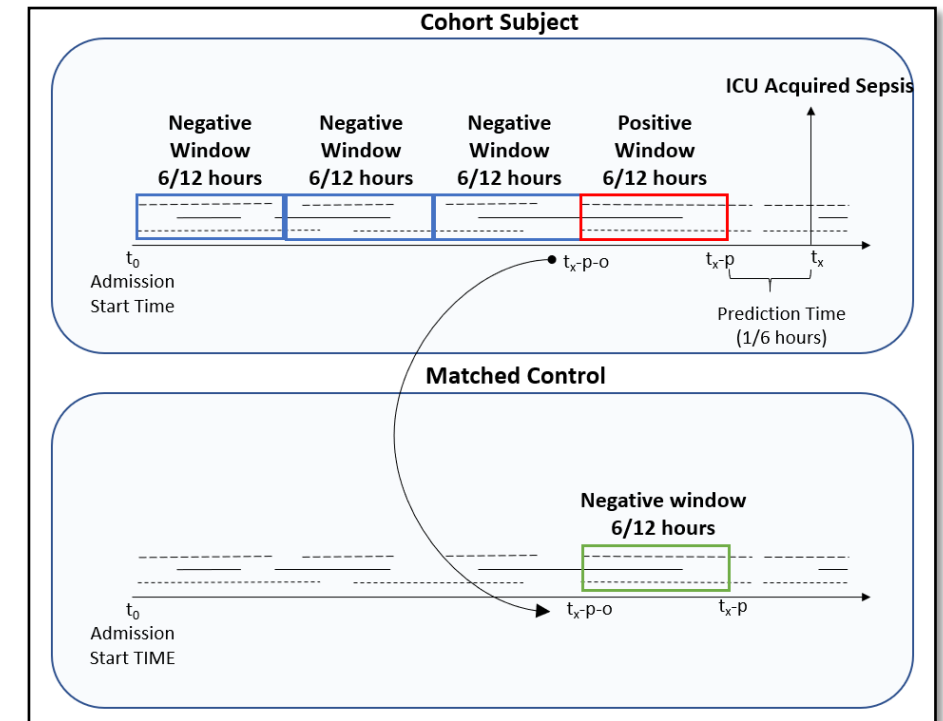 Cohort Subject
ICU Acquired Sepsis
Negative
Window
6/12 hours
Negative
Window
6/12 hours
Negative
Window
6/12 hours
Positive
Window
6/12 hours
t0
Admission
Start Time
tx-p-o
tx-p
tx
Prediction Time
(1/6 hours)
Matched Control
Negative window
6/12 hours
t0
Admission
Start TIME
tx-p-o
tx-p